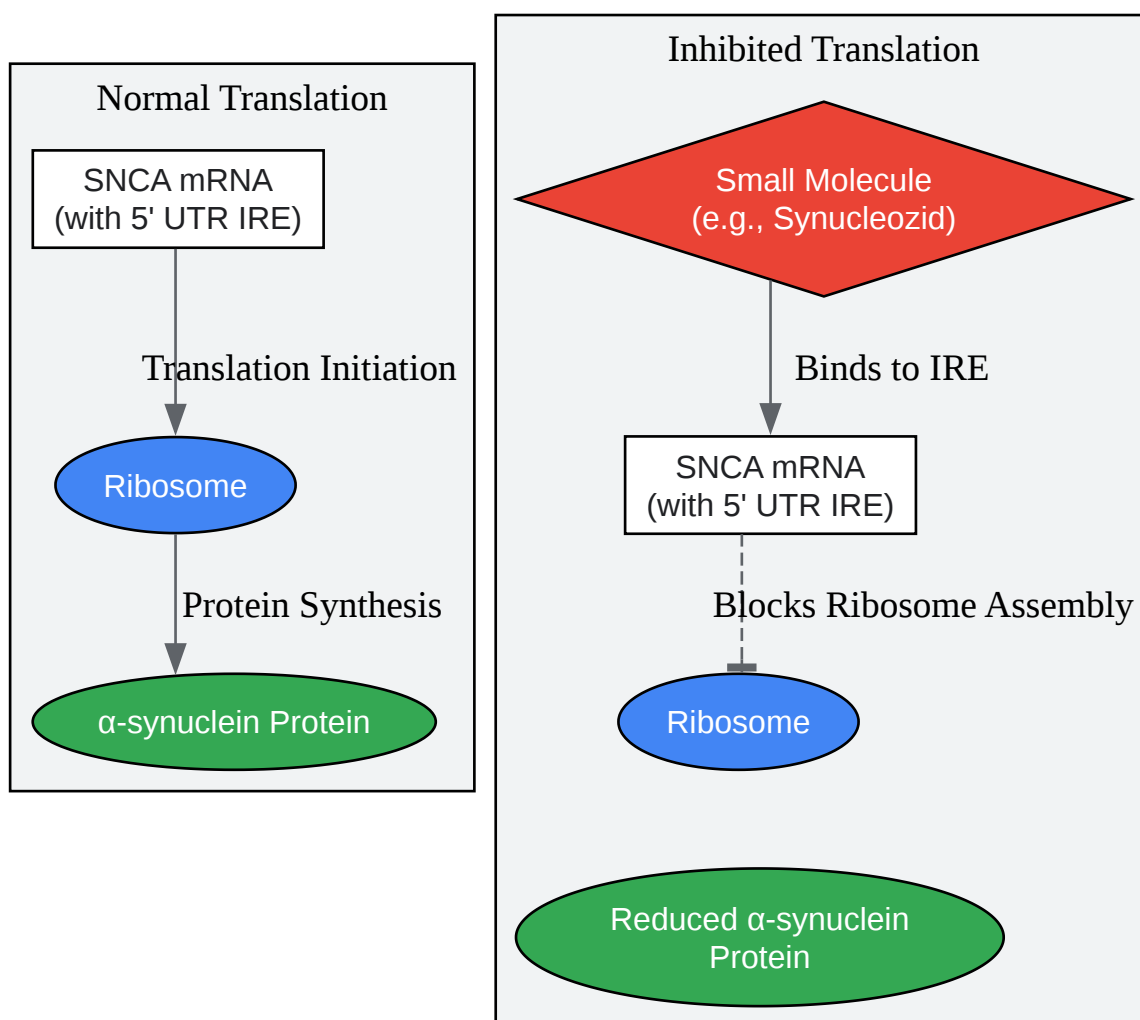 Normal Translation
SNCA mRNA
(with 5' UTR IRE)
Translation Initiation
Ribosome
Protein Synthesis
α-synuclein Protein
Inhibited Translation
Small Molecule
(e.g., Synucleozid)
Binds to IRE
SNCA mRNA
(with 5' UTR IRE)
Blocks Ribosome Assembly
Ribosome
Reduced α-synuclein
Protein